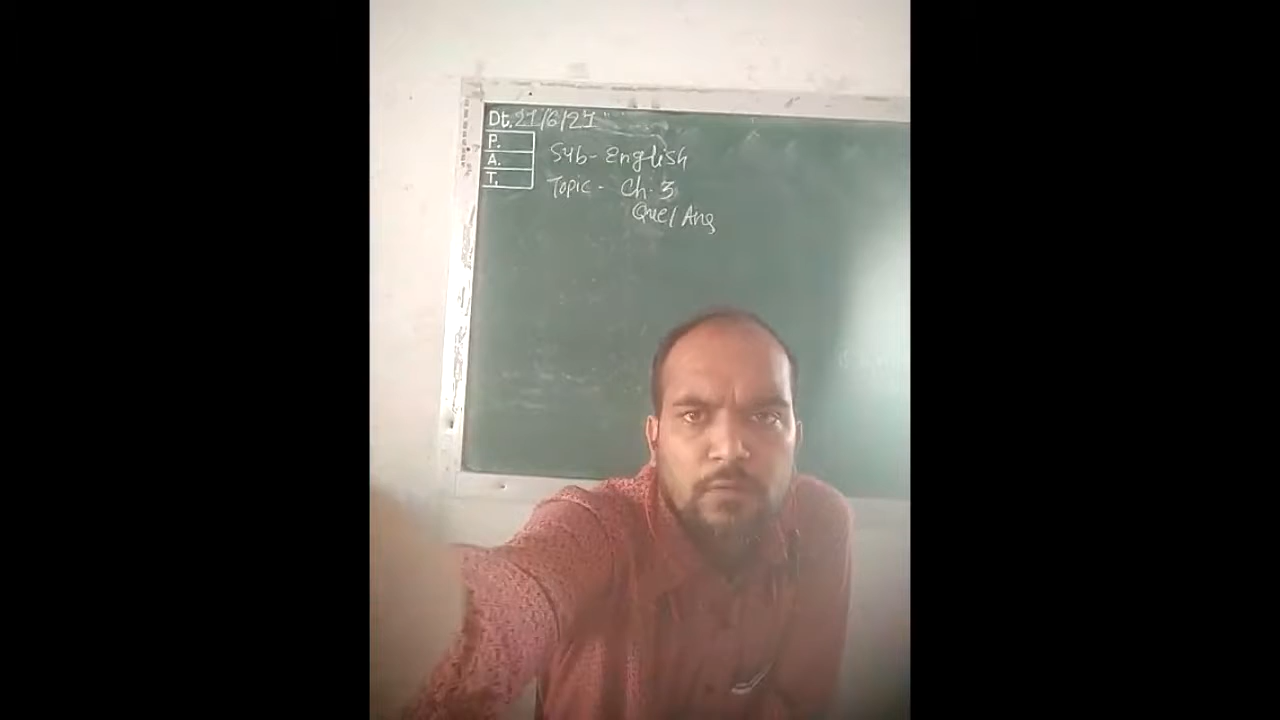 Dt. 21/6/21
P.
A.
T.
Sub- English
Topic - Ch. 3
Que/ Ans